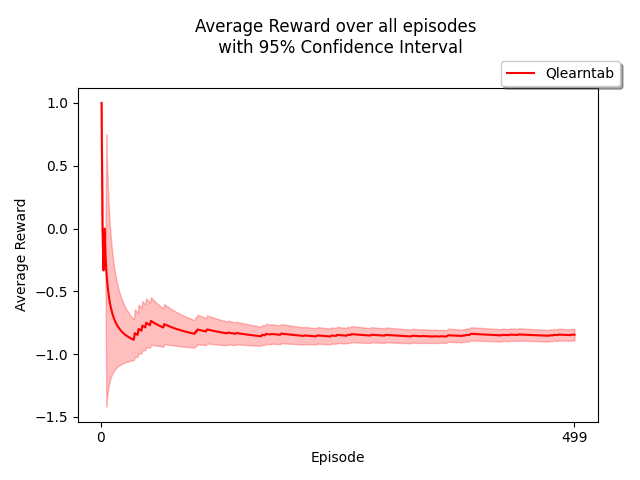 Average Reward over all episodes
with 95% Confidence Interval
Qlearntab
1.0
0.5
0.0
−0.5
−1.0
−1.5
Average Reward
0
499
Episode